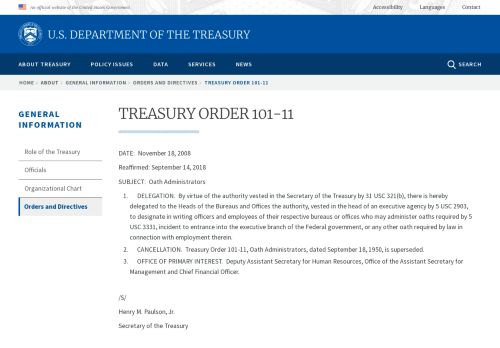 An official website of the United States Government
Accessibility Languages Contact
U.S. DEPARTMENT OF THE TREASURY
ABOUT TREASURY POLICY ISSUES DATA SERVICES NEWS SEARCH
HOME › ABOUT › GENERAL INFORMATION › ORDERS AND DIRECTIVES › TREASURY ORDER 101-11
GENERAL
INFORMATION
Role of the Treasury
Officials
Organizational Chart
Orders and Directives
TREASURY ORDER 101-11
DATE: November 18, 2008
Reaffirmed: September 14, 2018
SUBJECT: Oath Administrators
1. DELEGATION. By virtue of the authority vested in the Secretary of the Treasury by 31 USC 321(b), there is hereby
delegated to the Heads of the Bureaus and Offices the authority, vested in the head of an executive agency by 5 USC 2903,
to designate in writing officers and employees of their respective bureaus or offices who may administer oaths required by 5
USC 3331, incident to entrance into the executive branch of the Federal government, or any other oath required by law in
connection with employment therein.
2. CANCELLATION. Treasury Order 101-11, Oath Administrators, dated September 18, 1950, is superseded.
3. OFFICE OF PRIMARY INTEREST. Deputy Assistant Secretary for Human Resources, Office of the Assistant Secretary for
Management and Chief Financial Officer.
/S/
Henry M. Paulson, Jr.
Secretary of the Treasury